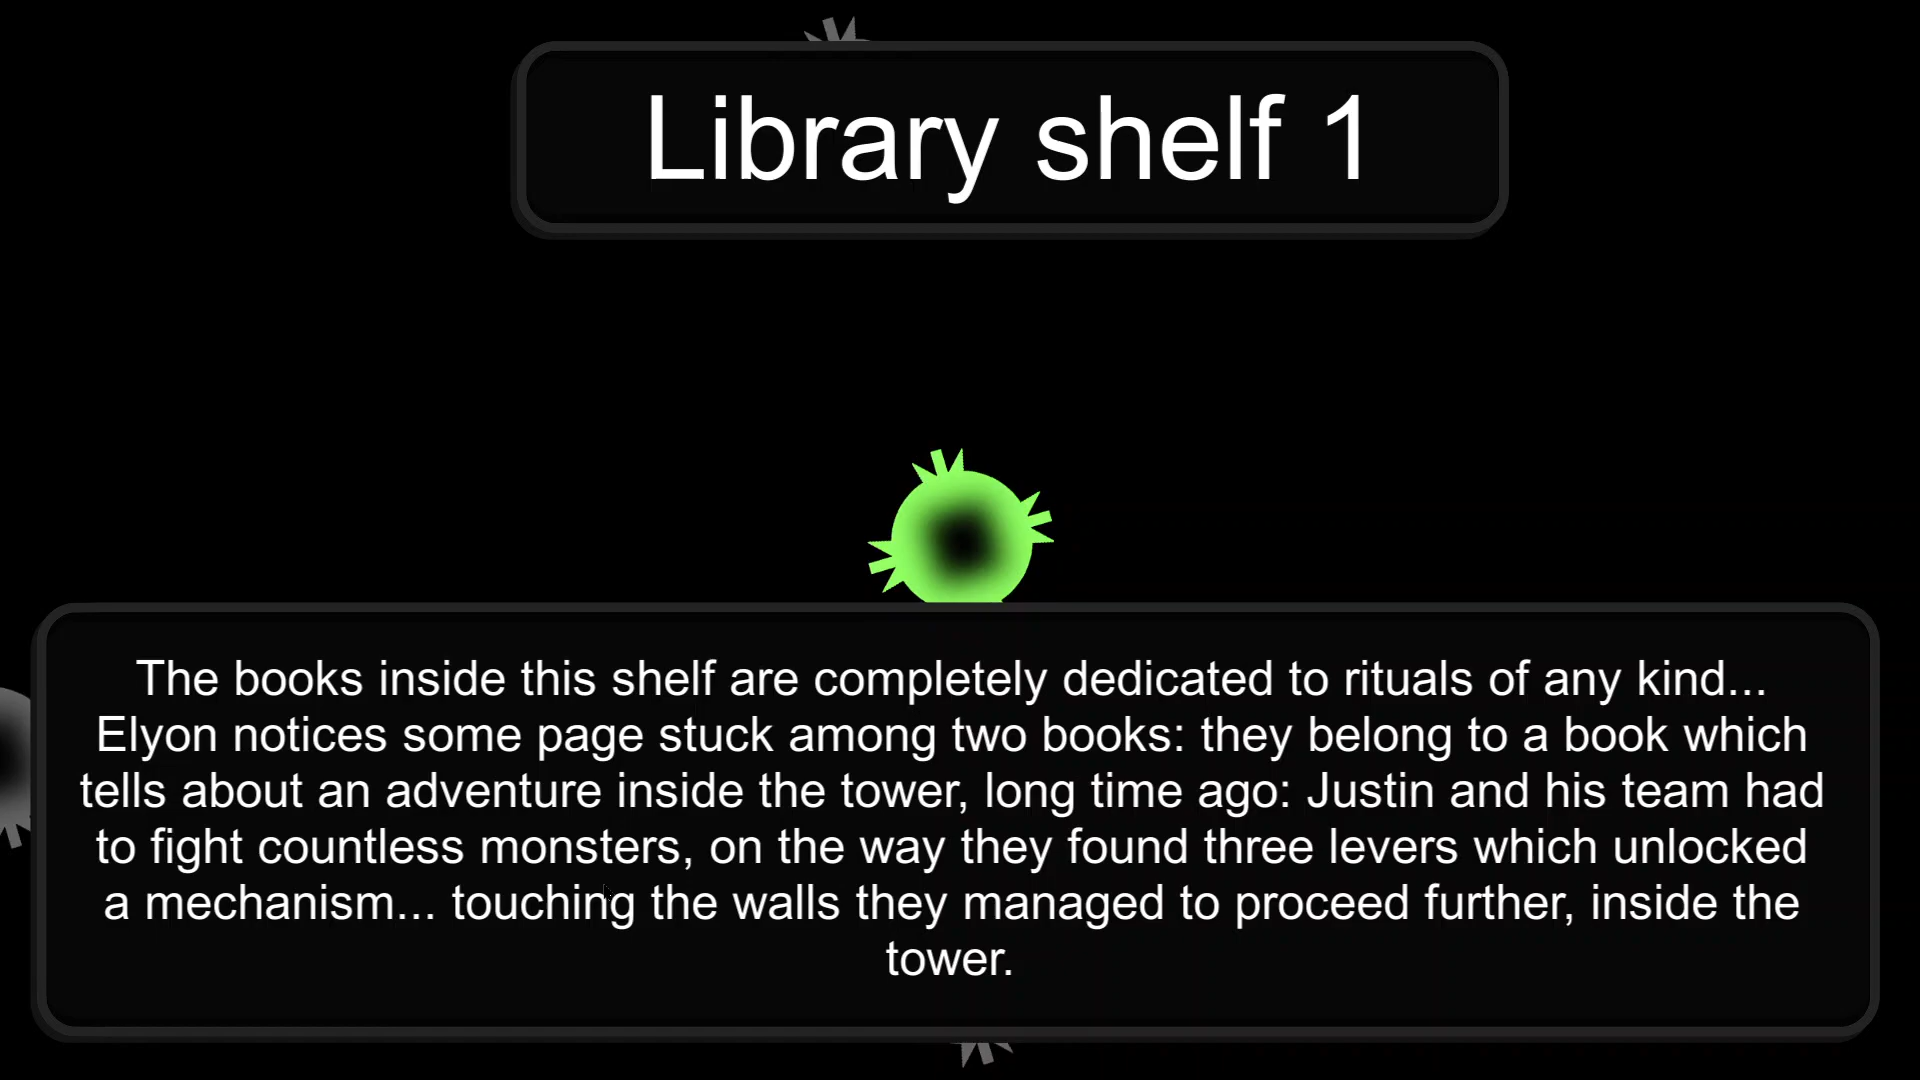 Library shelf 1
The books inside this shelf are completely dedicated to rituals of any kind...
Elyon notices some page stuck among two books: they belong to a book which
tells about an adventure inside the tower, long time ago: Justin and his team had
to fight countless monsters, on the way they found three levers which unlocked
a mechanism... touching the walls they managed to proceed further, inside the
tower.